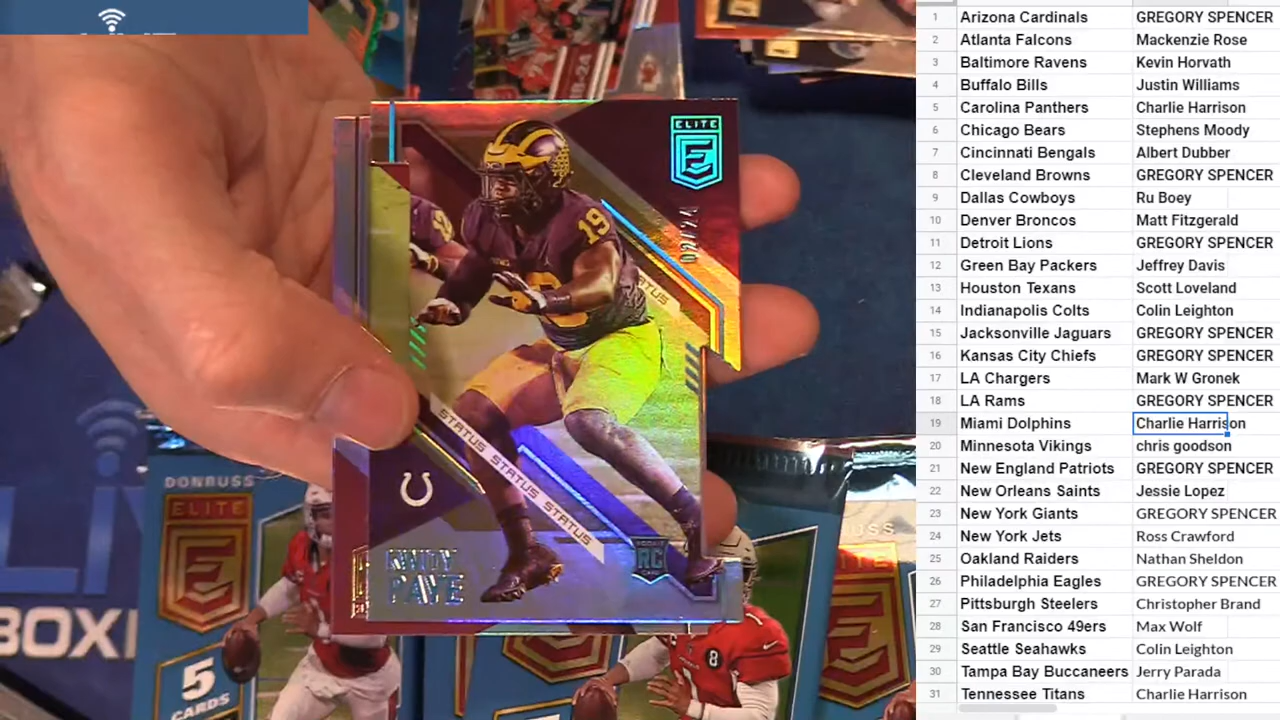 ELITE
E
19
STATUS
STATUS STATUS STATUS
KWITY
PAYE
ROOKIE
RC
CARD
DONRUSS
ELITE
5
CARDS
BOXI
8
1 Arizona Cardinals GREGORY SPENCER
2 Atlanta Falcons Mackenzie Rose
3 Baltimore Ravens Kevin Horvath
4 Buffalo Bills Justin Williams
5 Carolina Panthers Charlie Harrison
6 Chicago Bears Stephens Moody
7 Cincinnati Bengals Albert Dubber
8 Cleveland Browns GREGORY SPENCER
9 Dallas Cowboys Ru Boey
10 Denver Broncos Matt Fitzgerald
11 Detroit Lions GREGORY SPENCER
12 Green Bay Packers Jeffrey Davis
13 Houston Texans Scott Loveland
14 Indianapolis Colts Colin Leighton
15 Jacksonville Jaguars GREGORY SPENCER
16 Kansas City Chiefs GREGORY SPENCER
17 LA Chargers Mark W Gronek
18 LA Rams GREGORY SPENCER
19 Miami Dolphins Charlie Harrison
20 Minnesota Vikings chris goodson
21 New England Patriots GREGORY SPENCER
22 New Orleans Saints Jessie Lopez
23 New York Giants GREGORY SPENCER
24 New York Jets Ross Crawford
25 Oakland Raiders Nathan Sheldon
26 Philadelphia Eagles GREGORY SPENCER
27 Pittsburgh Steelers Christopher Brand
28 San Francisco 49ers Max Wolf
29 Seattle Seahawks Colin Leighton
30 Tampa Bay Buccaneers Jerry Parada
31 Tennessee Titans Charlie Harrison